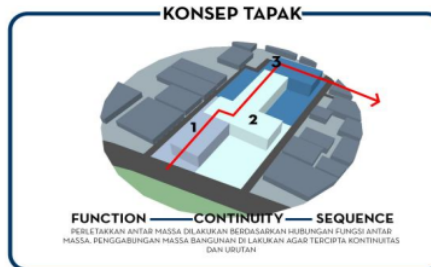 KONSEP TAPAK
3
1
2
FUNCTION CONTINUITY SEQUENCE
PERLETAKKAN ANTAR MASSA DILAKUKAN BERDASARKAN HUBUNGAN FUNGSI ANTAR
MASSA. PENGGABUNGAN MASSA BANGUNAN DI LAKUKAN AGAR TERCIPTA KONTINUITAS
DAN URUTAN